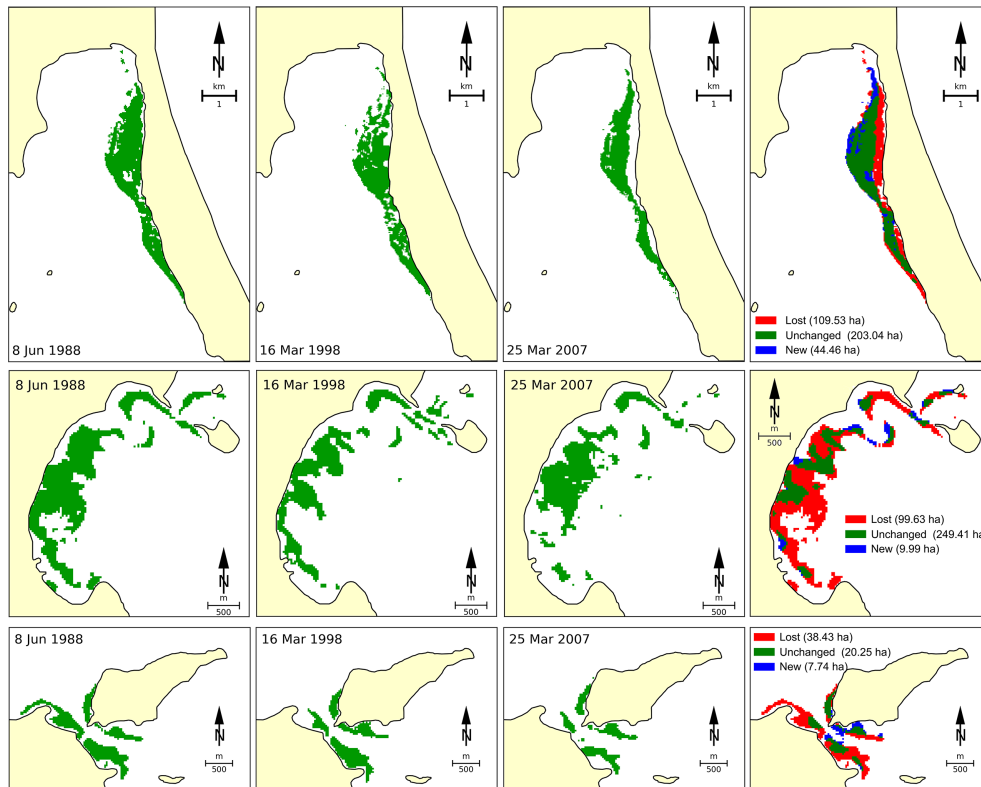 N
km
1
8 Jun 1988
N
km
1
16 Mar 1998
N
km
1
25 Mar 2007
N
km
1
Lost (109.53 ha)
Unchanged (203.04 ha)
New (44.46 ha)
8 Jun 1988
N
m
500
16 Mar 1998
N
m
500
25 Mar 2007
N
m
500
N
m
500
Lost (99.63 ha)
Unchanged (249.41 ha
New (9.99 ha)
8 Jun 1988
N
m
500
16 Mar 1998
N
m
500
25 Mar 2007
N
m
500
Lost (38.43 ha)
Unchanged (20.25 ha)
New (7.74 ha)
N
m
500